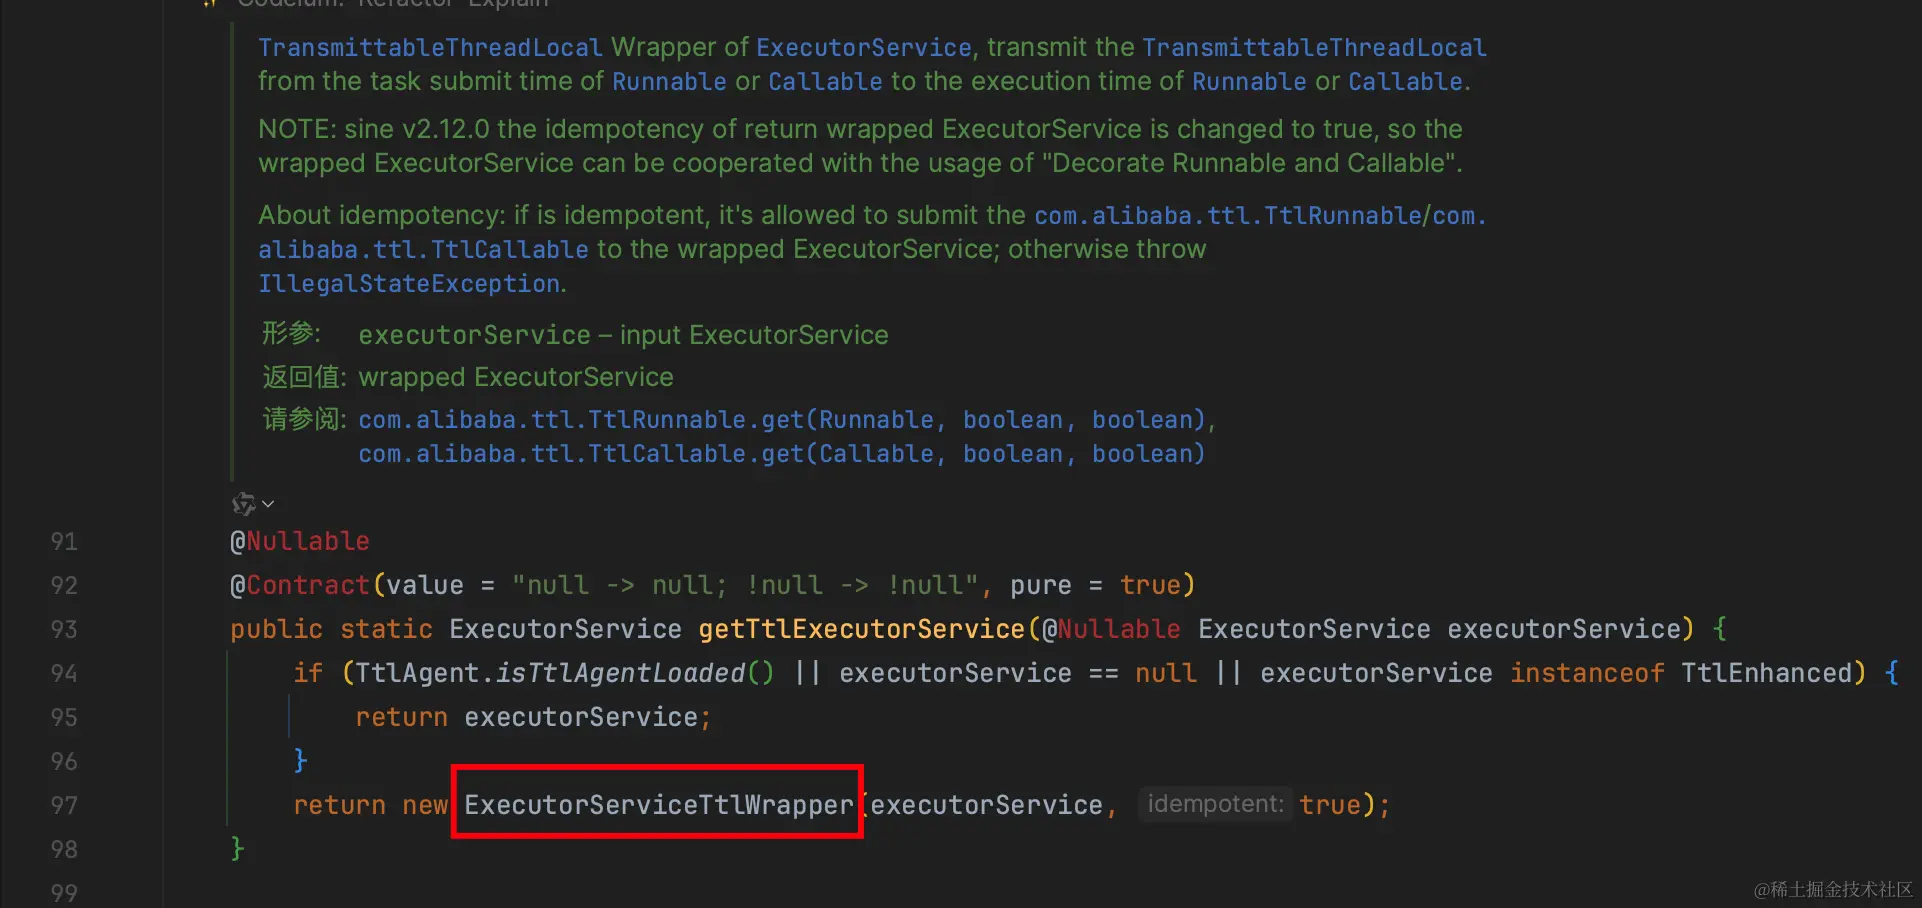 Codeium: Refactor Explain
TransmittableThreadLocal Wrapper of ExecutorService, transmit the TransmittableThreadLocal
from the task submit time of Runnable or Callable to the execution time of Runnable or Callable.
NOTE: sine v2.12.0 the idempotency of return wrapped ExecutorService is changed to true, so the
wrapped ExecutorService can be cooperated with the usage of "Decorate Runnable and Callable".
About idempotency: if is idempotent, it's allowed to submit the com.alibaba.ttl.TtlRunnable/com.
alibaba.ttl.TtlCallable to the wrapped ExecutorService; otherwise throw
IllegalStateException.
形参: executorService – input ExecutorService
返回值: wrapped ExecutorService
请参阅: com.alibaba.ttl.TtlRunnable.get(Runnable, boolean, boolean),
com.alibaba.ttl.TtlCallable.get(Callable, boolean, boolean)
91 @Nullable
92 @Contract(value = "null -> null; !null -> !null", pure = true)
93 public static ExecutorService getTtlExecutorService(@Nullable ExecutorService executorService) {
94 if (TtlAgent.isTtlAgentLoaded() || executorService == null || executorService instanceof TtlEnhanced) {
95 return executorService;
96 }
97 return new ExecutorServiceTtlWrapper(executorService, idempotent: true);
98 }
99
@稀土掘金技术社区